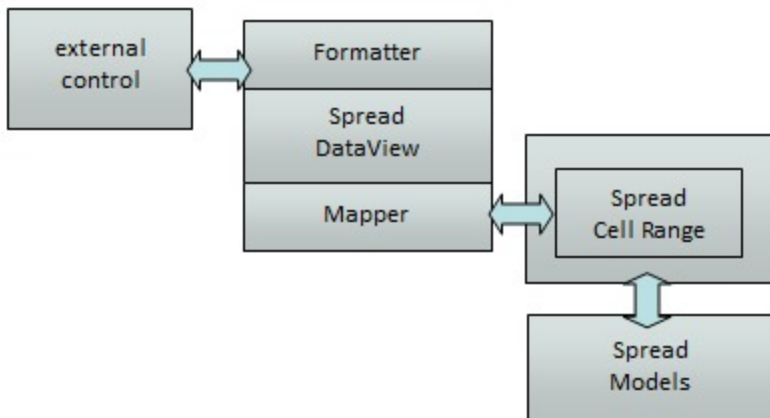 external
control
Formatter
Spread
DataView
Mapper
Spread
Cell Range
Spread
Models